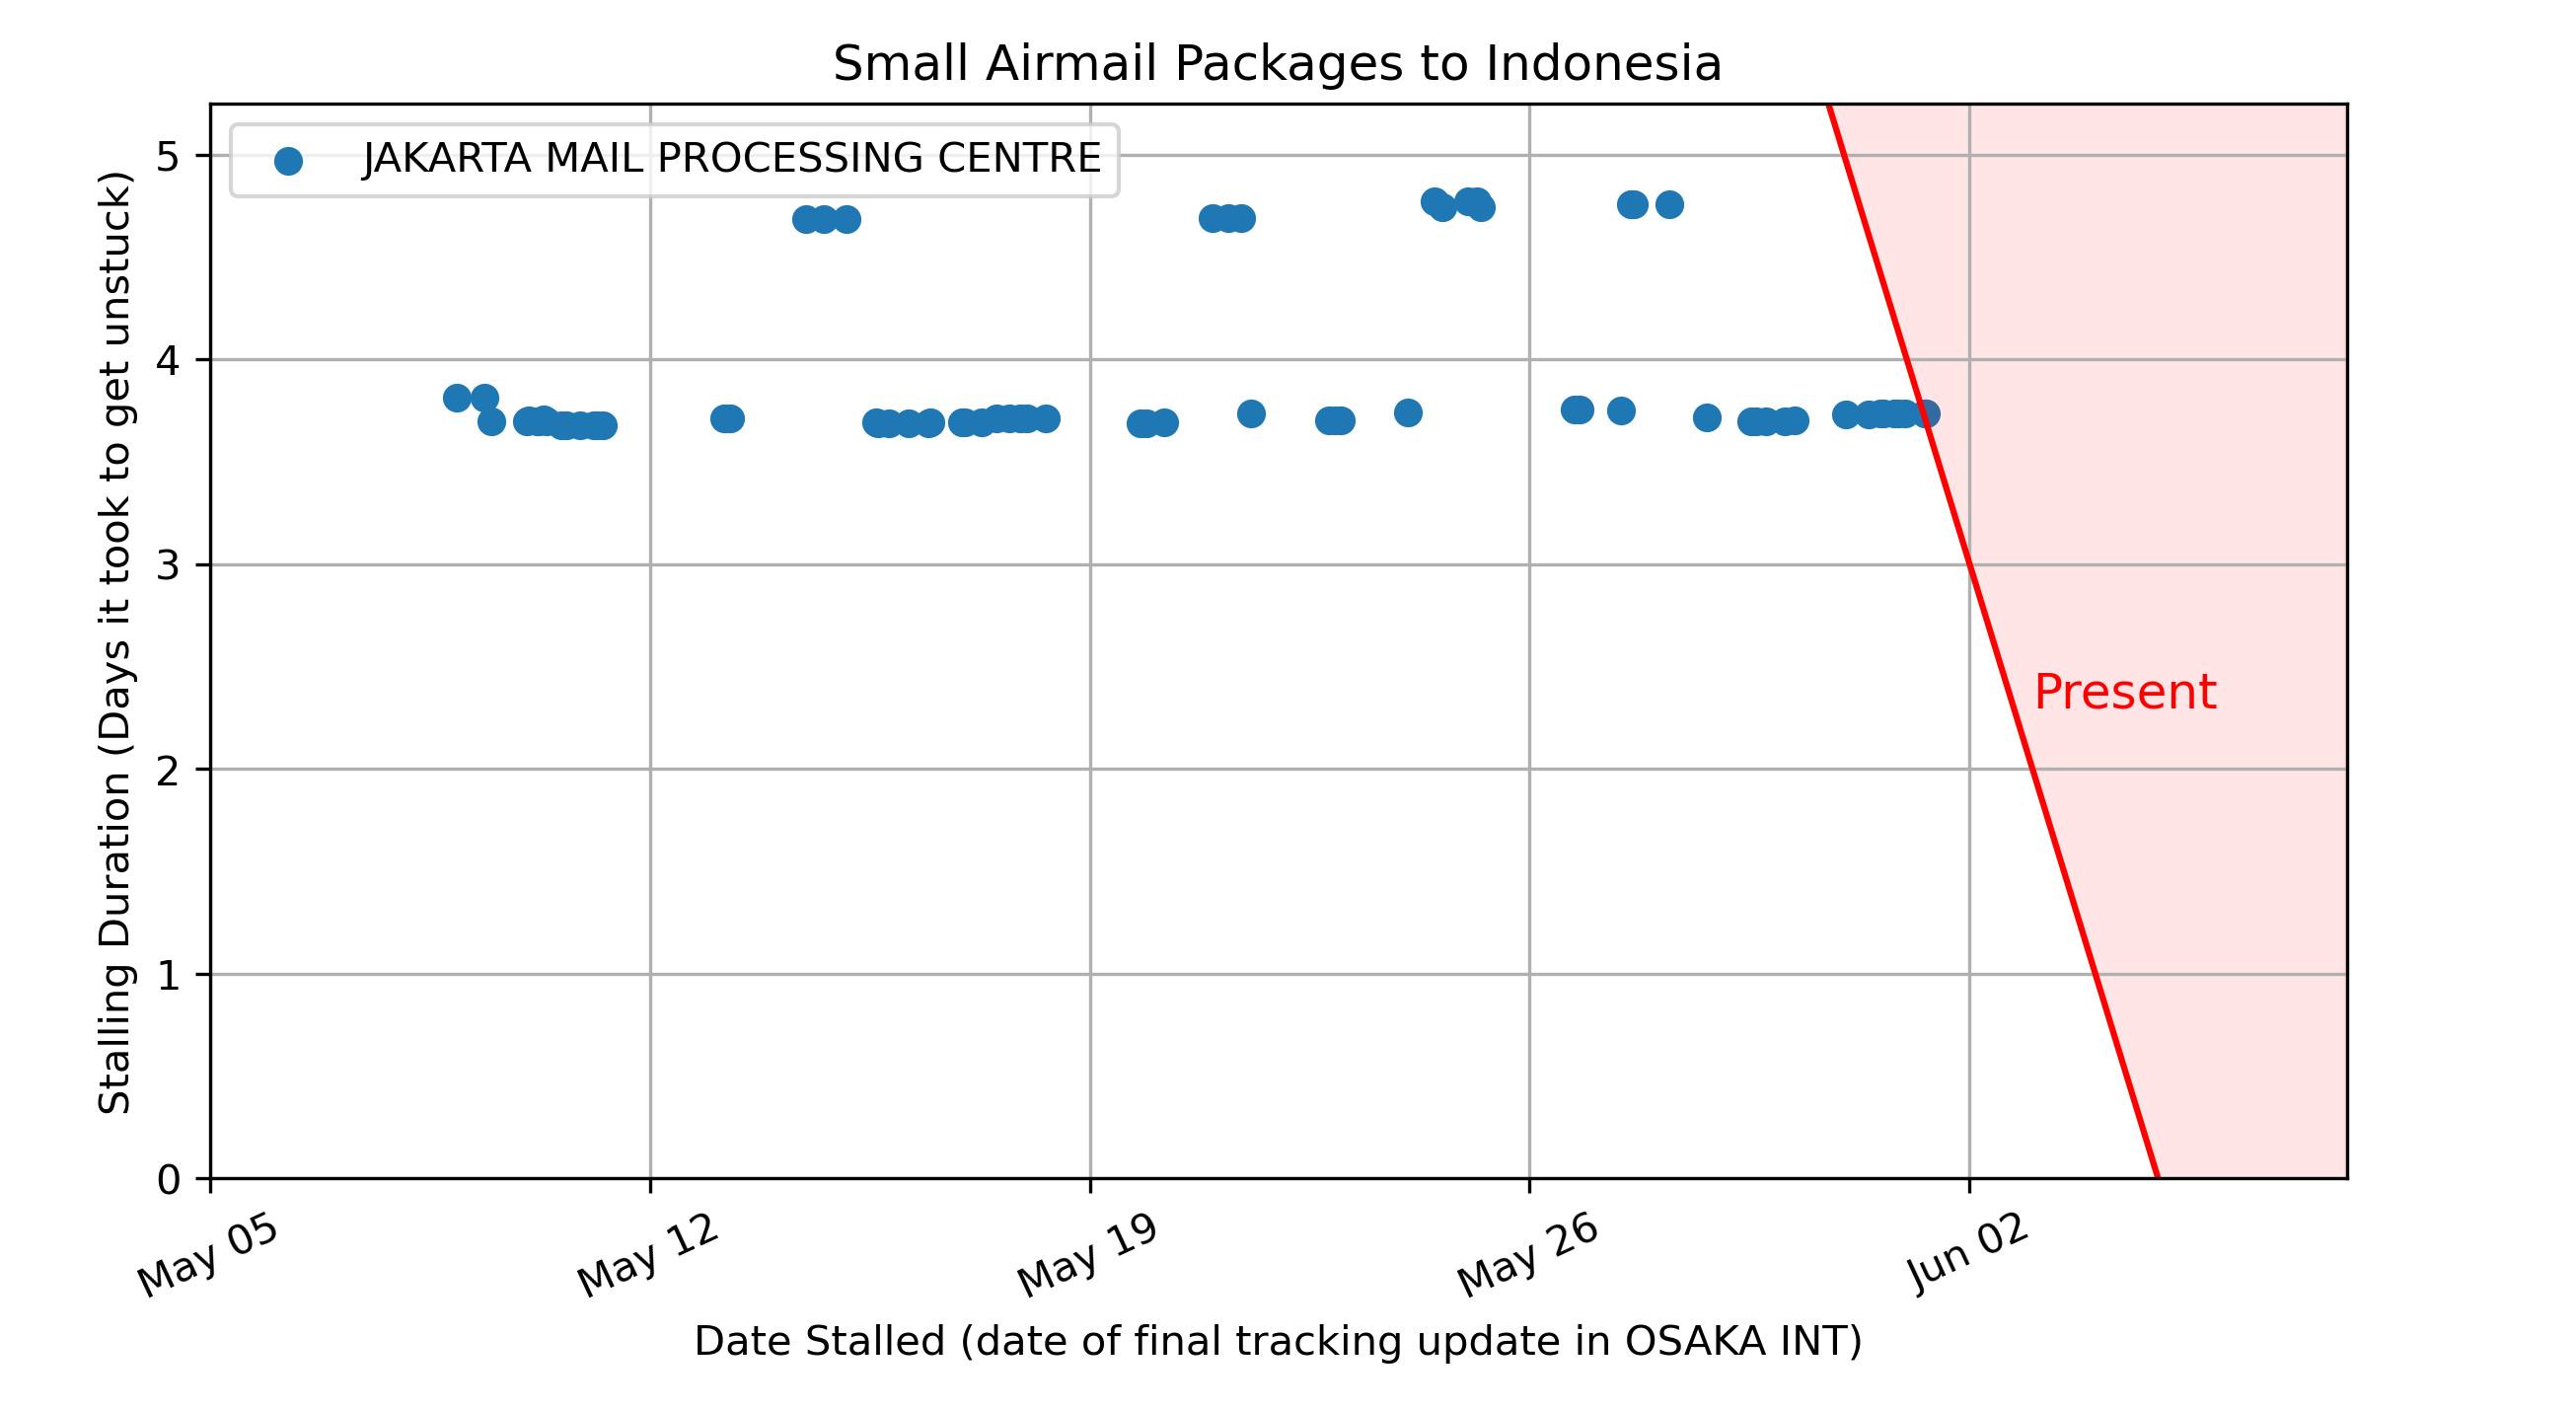 Small Airmail Packages to Indonesia
JAKARTA MAIL PROCESSING CENTRE
Stalling Duration (Days it took to get unstuck)
5
4
3
2
1
0
Present
May 05
May 12
May 19
May 26
Jun 02
Date Stalled (date of final tracking update in OSAKA INT)